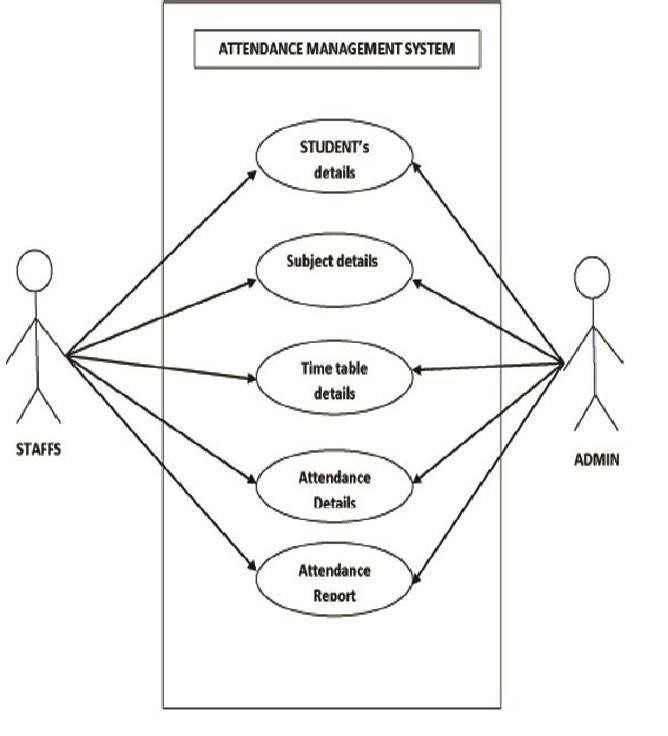 ATTENDANCE MANAGEMENT SYSTEM
STUDENT's
details
Subject details
Time table
details
Attendance
Details
Attendance
Report
STAFFS
ADMIN